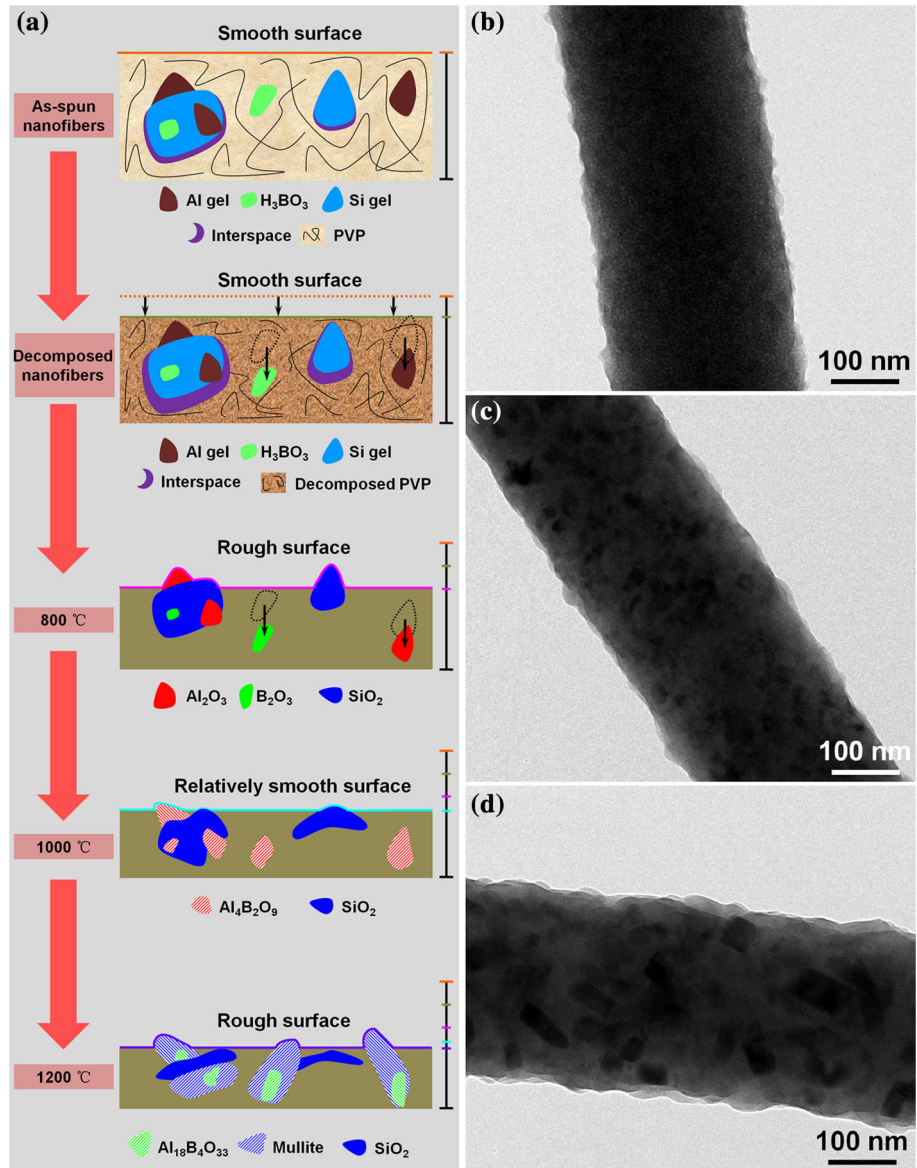 (a)
Smooth surface
As-spun
nanofibers
Al gel H₃BO₃ Si gel
Interspace PVP
Smooth surface
Decomposed
nanofibers
Al gel H₃BO₃ Si gel
Interspace Decomposed PVP
Rough surface
800 ℃
Al₂O₃ B₂O₃ SiO₂
Relatively smooth surface
1000 ℃
Al₄B₂O₉ SiO₂
Rough surface
1200 ℃
Al₁₈B₄O₃₃ Mullite SiO₂
(b)
100 nm
(c)
100 nm
(d)
100 nm